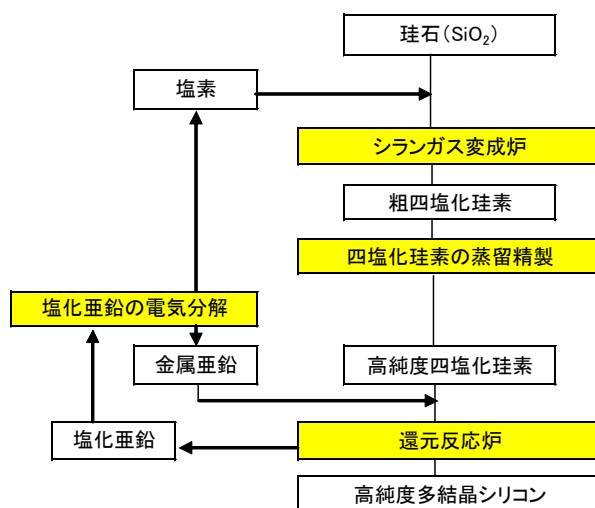 珪石(SiO₂)
塩素
シランガス変成炉
粗四塩化珪素
四塩化珪素の蒸留精製
塩化亜鉛の電気分解
金属亜鉛
高純度四塩化珪素
塩化亜鉛
還元反応炉
高純度多結晶シリコン